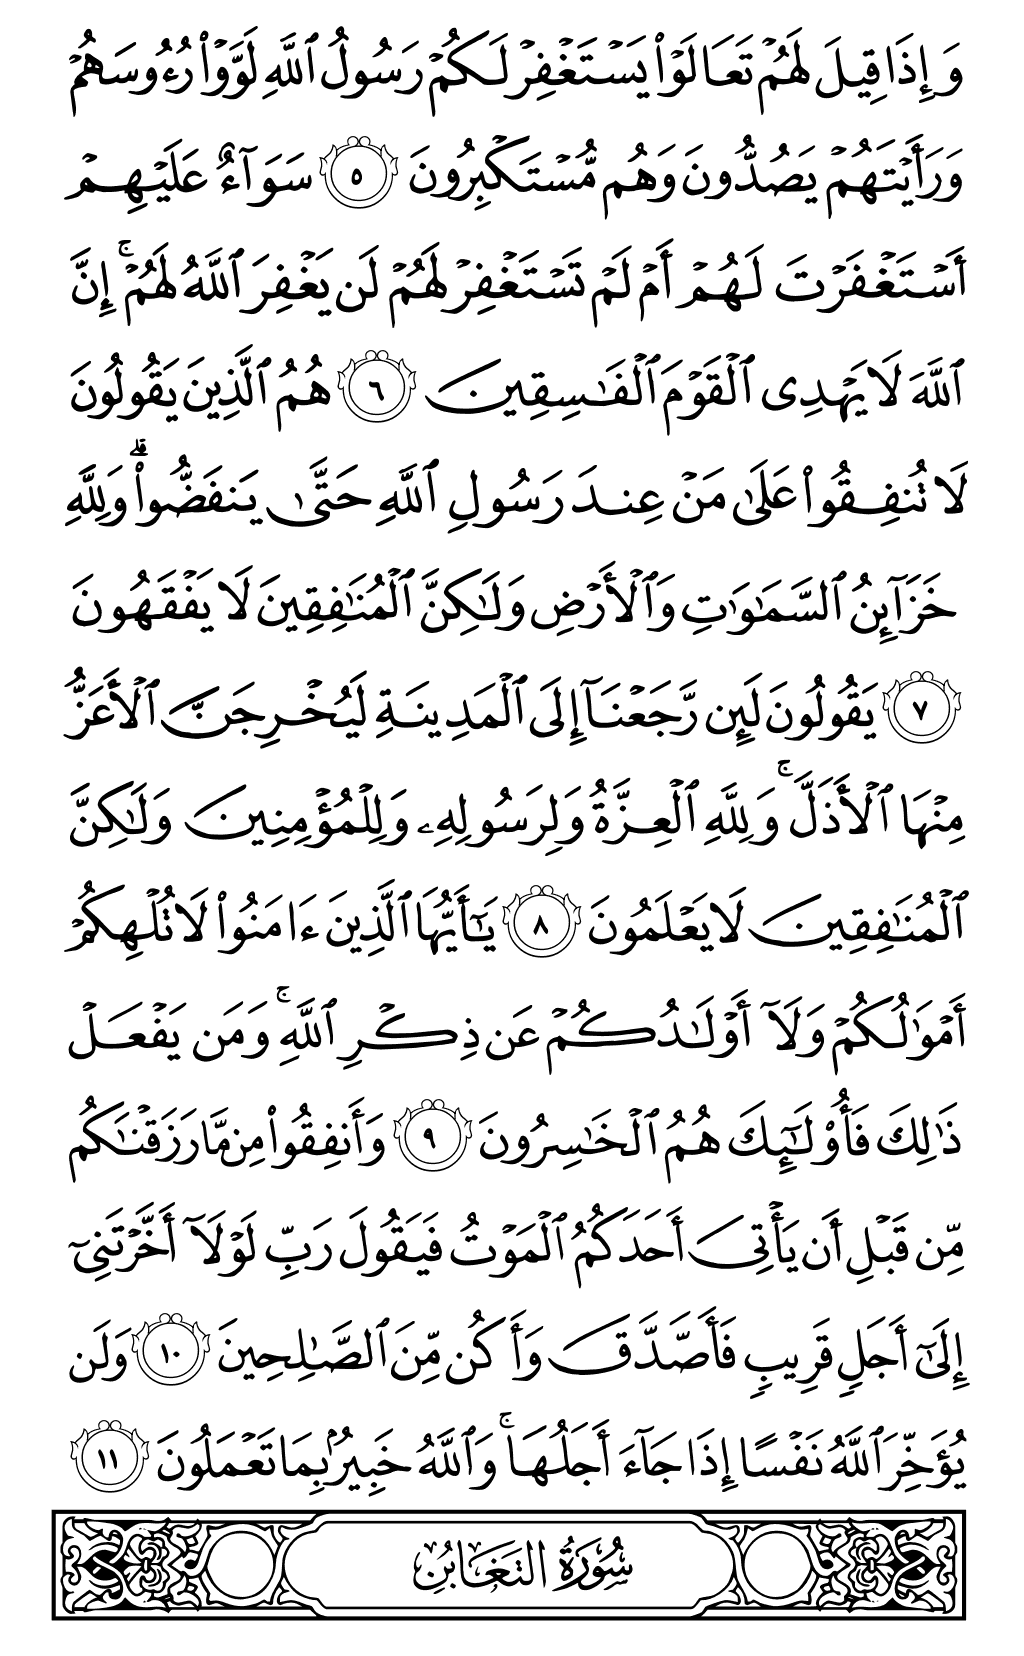 وَإِذَا قِيلَ لَهُمۡ تَعَالَوۡاْ يَسۡتَغۡفِرۡ لَكُمۡ رَسُولُ ٱللَّهِ لَوَّوۡاْ رُءُوسَهُمۡ
وَرَأَيۡتَهُمۡ يَصُدُّونَ وَهُم مُّسۡتَكۡبِرُونَ ٥ سَوَآءٌ عَلَيۡهِمۡ
أَسۡتَغۡفَرۡتَ لَهُمۡ أَمۡ لَمۡ تَسۡتَغۡفِرۡ لَهُمۡ لَن يَغۡفِرَ ٱللَّهُ لَهُمۡۚ إِنَّ
ٱللَّهَ لَا يَهۡدِى ٱلۡقَوۡمَ ٱلۡفَٰسِقِينَ ٦ هُمُ ٱلَّذِينَ يَقُولُونَ
لَا تُنفِقُواْ عَلَىٰ مَنۡ عِندَ رَسُولِ ٱللَّهِ حَتَّىٰ يَنفَضُّواْۗ وَلِلَّهِ
خَزَآئِنُ ٱلسَّمَٰوَٰتِ وَٱلۡأَرۡضِ وَلَٰكِنَّ ٱلۡمُنَٰفِقِينَ لَا يَفۡقَهُونَ
٧ يَقُولُونَ لَئِن رَّجَعۡنَآ إِلَى ٱلۡمَدِينَةِ لَيُخۡرِجَنَّ ٱلۡأَعَزُّ
مِنۡهَا ٱلۡأَذَلَّۚ وَلِلَّهِ ٱلۡعِزَّةُ وَلِرَسُولِهِۦ وَلِلۡمُؤۡمِنِينَ وَلَٰكِنَّ
ٱلۡمُنَٰفِقِينَ لَا يَعۡلَمُونَ ٨ يَٰٓأَيُّهَا ٱلَّذِينَ ءَامَنُواْ لَا تُلۡهِكُمۡ
أَمۡوَٰلُكُمۡ وَلَآ أَوۡلَٰدُكُمۡ عَن ذِكۡرِ ٱللَّهِۚ وَمَن يَفۡعَلۡ
ذَٰلِكَ فَأُوْلَٰٓئِكَ هُمُ ٱلۡخَٰسِرُونَ ٩ وَأَنفِقُواْ مِن مَّا رَزَقۡنَٰكُم
مِّن قَبۡلِ أَن يَأۡتِىَ أَحَدَكُمُ ٱلۡمَوۡتُ فَيَقُولَ رَبِّ لَوۡلَآ أَخَّرۡتَنِىٓ
إِلَىٰٓ أَجَلٍ قَرِيبٍ فَأَصَّدَّقَ وَأَكُن مِّنَ ٱلصَّٰلِحِينَ ١٠ وَلَن
يُؤَخِّرَ ٱللَّهُ نَفۡسًا إِذَا جَآءَ أَجَلُهَاۚ وَٱللَّهُ خَبِيرُۢ بِمَا تَعۡمَلُونَ ١١
سُورَةُ التَغَابُنِ